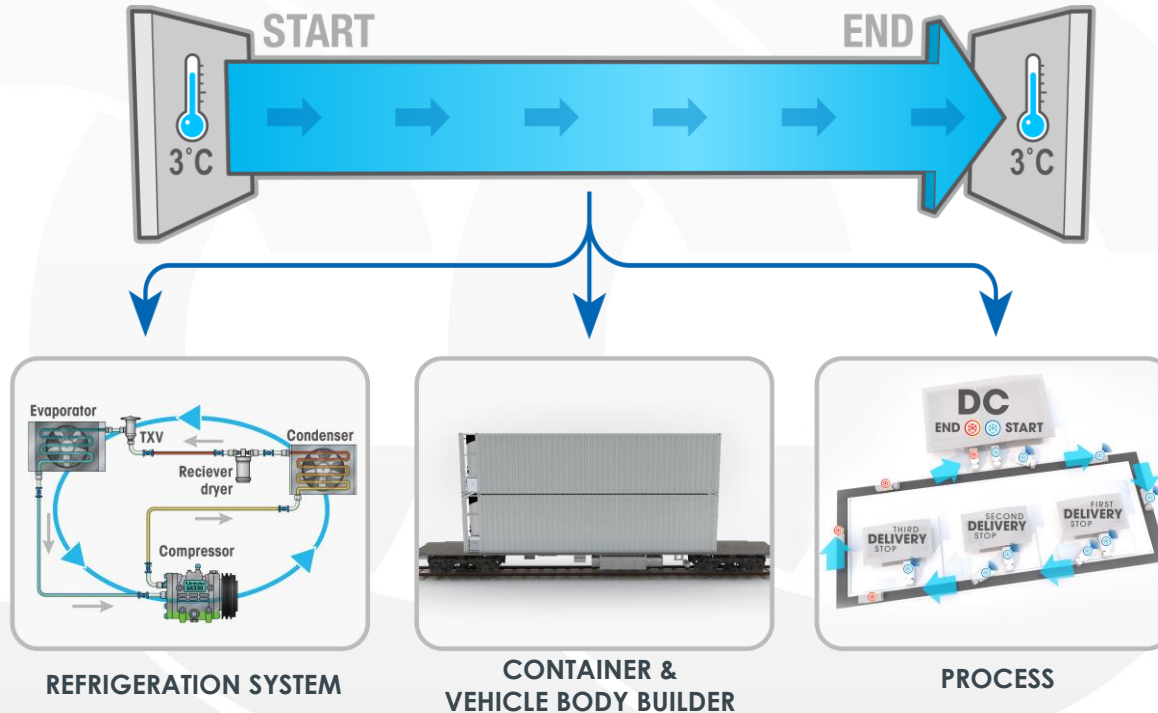 START
END
3°C
3°C
Evaporator
TXV
Condenser
Reciever
dryer
Compressor
REFRIGERATION SYSTEM
CONTAINER &
VEHICLE BODY BUILDER
DC
END
START
FIRST
DELIVERY
STOP
SECOND
DELIVERY
STOP
THIRD
DELIVERY
STOP
PROCESS